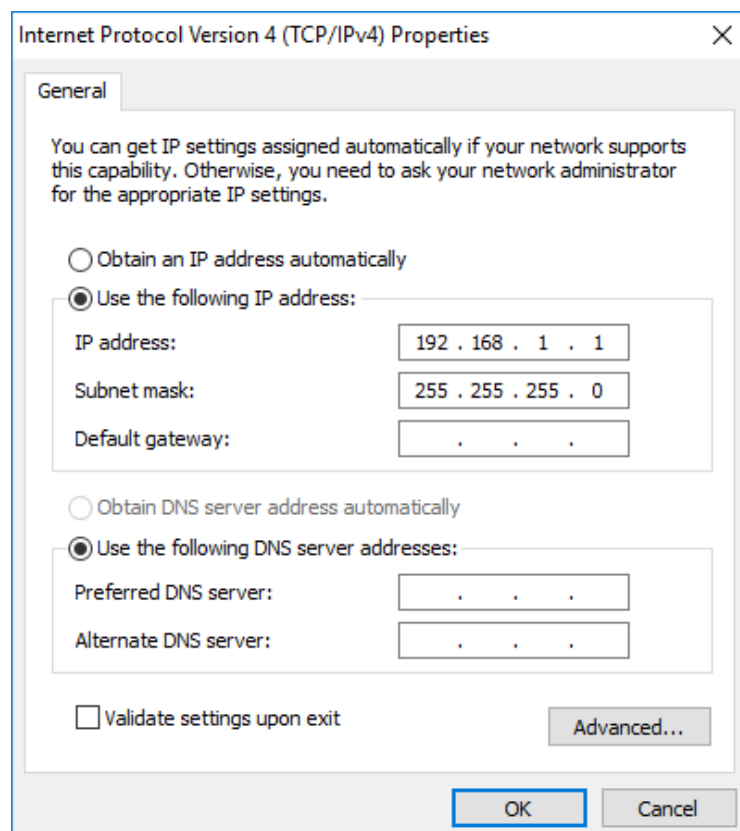 Internet Protocol Version 4 (TCP/IPv4) Properties
General
You can get IP settings assigned automatically if your network supports
this capability. Otherwise, you need to ask your network administrator
for the appropriate IP settings.
Obtain an IP address automatically
Use the following IP address:
IP address: 192 . 168 . 1 . 1
Subnet mask: 255 . 255 . 255 . 0
Default gateway: . . .
Obtain DNS server address automatically
Use the following DNS server addresses:
Preferred DNS server: . . .
Alternate DNS server: . . .
Validate settings upon exit
Advanced...
OK Cancel